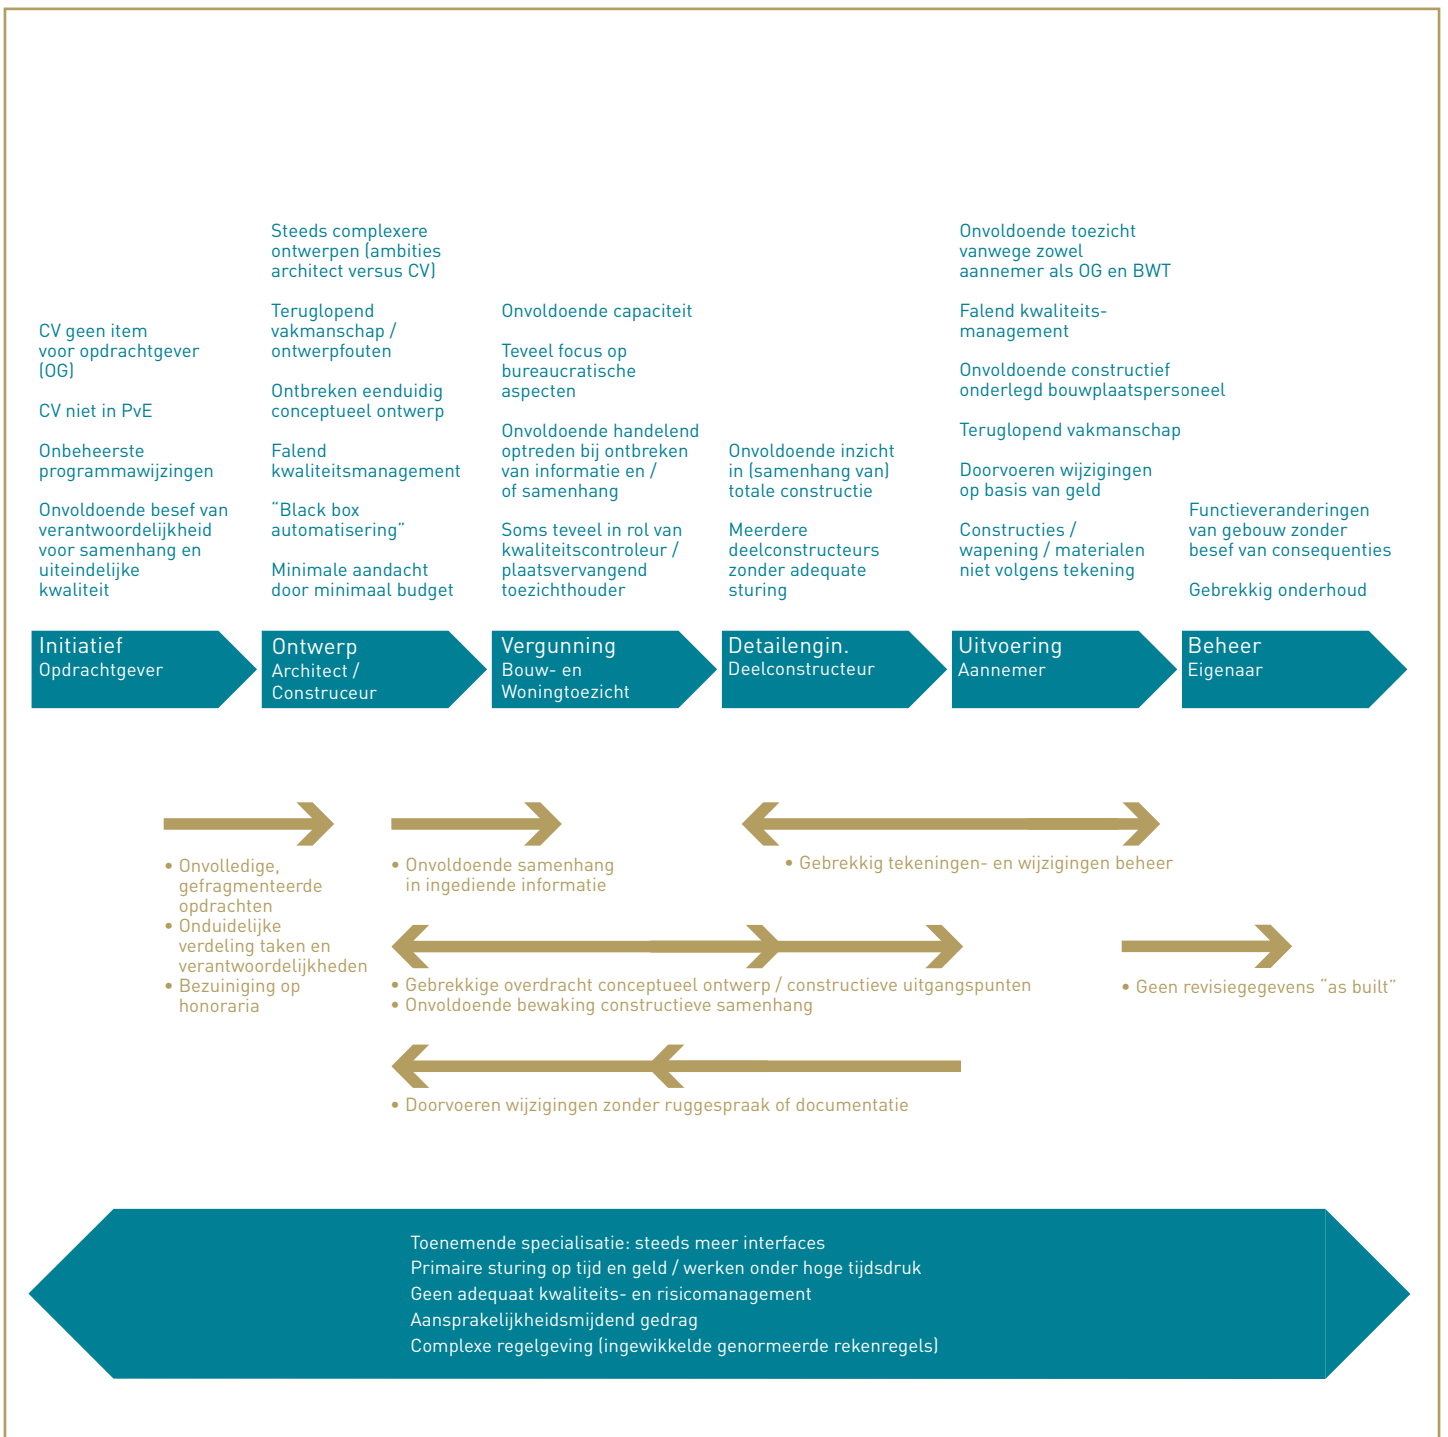 CV geen item
voor opdrachtgever
(OG)
CV niet in PvE
Onbeheerste
programmawijzingen
Onvoldoende besef van
verantwoordelijkheid
voor samenhang en
uiteindelijke
kwaliteit
Steeds complexere
ontwerpen (ambities
architect versus CV)
Teruglopend
vakmanschap /
ontwerpfouten
Ontbreken eenduidig
conceptueel ontwerp
Falend
kwaliteitsmanagement
"Black box
automatisering"
Minimale aandacht
door minimaal budget
Onvoldoende capaciteit
Teveel focus op
bureaucratische
aspecten
Onvoldoende handelend
optreden bij ontbreken
van informatie en /
of samenhang
Soms teveel in rol van
kwaliteitscontroleur /
plaatsvervangend
toezichthouder
Onvoldoende inzicht
in (samenhang van)
totale constructie
Meerdere
deelconstructeurs
zonder adequate
sturing
Onvoldoende toezicht
vanwege zowel
aannemer als OG en BWT
Falend kwaliteits-
management
Onvoldoende constructief
onderlegd bouwplaatspersoneel
Teruglopend vakmanschap
Doorvoeren wijzigingen
op basis van geld
Constructies /
wapening / materialen
niet volgens tekening
Functieveranderingen
van gebouw zonder
besef van consequenties
Gebrekkig onderhoud
Initiatief
Opdrachtgever
Ontwerp
Architect /
Construceur
Vergunning
Bouw- en
Woningtoezicht
Detailengin.
Deelconstructeur
Uitvoering
Aannemer
Beheer
Eigenaar
• Onvolledige,
gefragmenteerde
opdrachten
• Onduidelijke
verdeling taken en
verantwoordelijkheden
• Bezuiniging op
honoraria
• Onvoldoende samenhang
in ingediende informatie
• Gebrekkig tekeningen- en wijzigingen beheer
• Gebrekkige overdracht conceptueel ontwerp / constructieve uitgangspunten
• Onvoldoende bewaking constructieve samenhang
• Geen revisiegegevens "as built"
• Doorvoeren wijzigingen zonder ruggespraak of documentatie
Toenemende specialisatie: steeds meer interfaces
Primaire sturing op tijd en geld / werken onder hoge tijdsdruk
Geen adequaat kwaliteits- en risicomanagement
Aansprakelijkheidsmijdend gedrag
Complexe regelgeving (ingewikkelde genormeerde rekenregels)